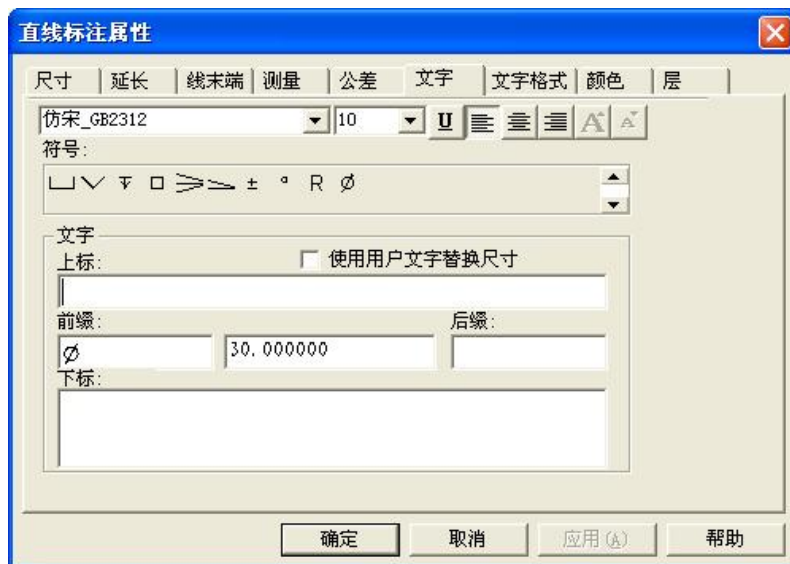 直线标注属性
尺寸 延长 线末端 测量 公差 文字 文字格式 颜色 层
仿宋_GB2312 10 U A A
符号:
± ° R Ø
文字
上标: 使用用户文字替换尺寸
前缀: 后缀:
Ø 30.000000
下标:
确定 取消 应用(A) 帮助